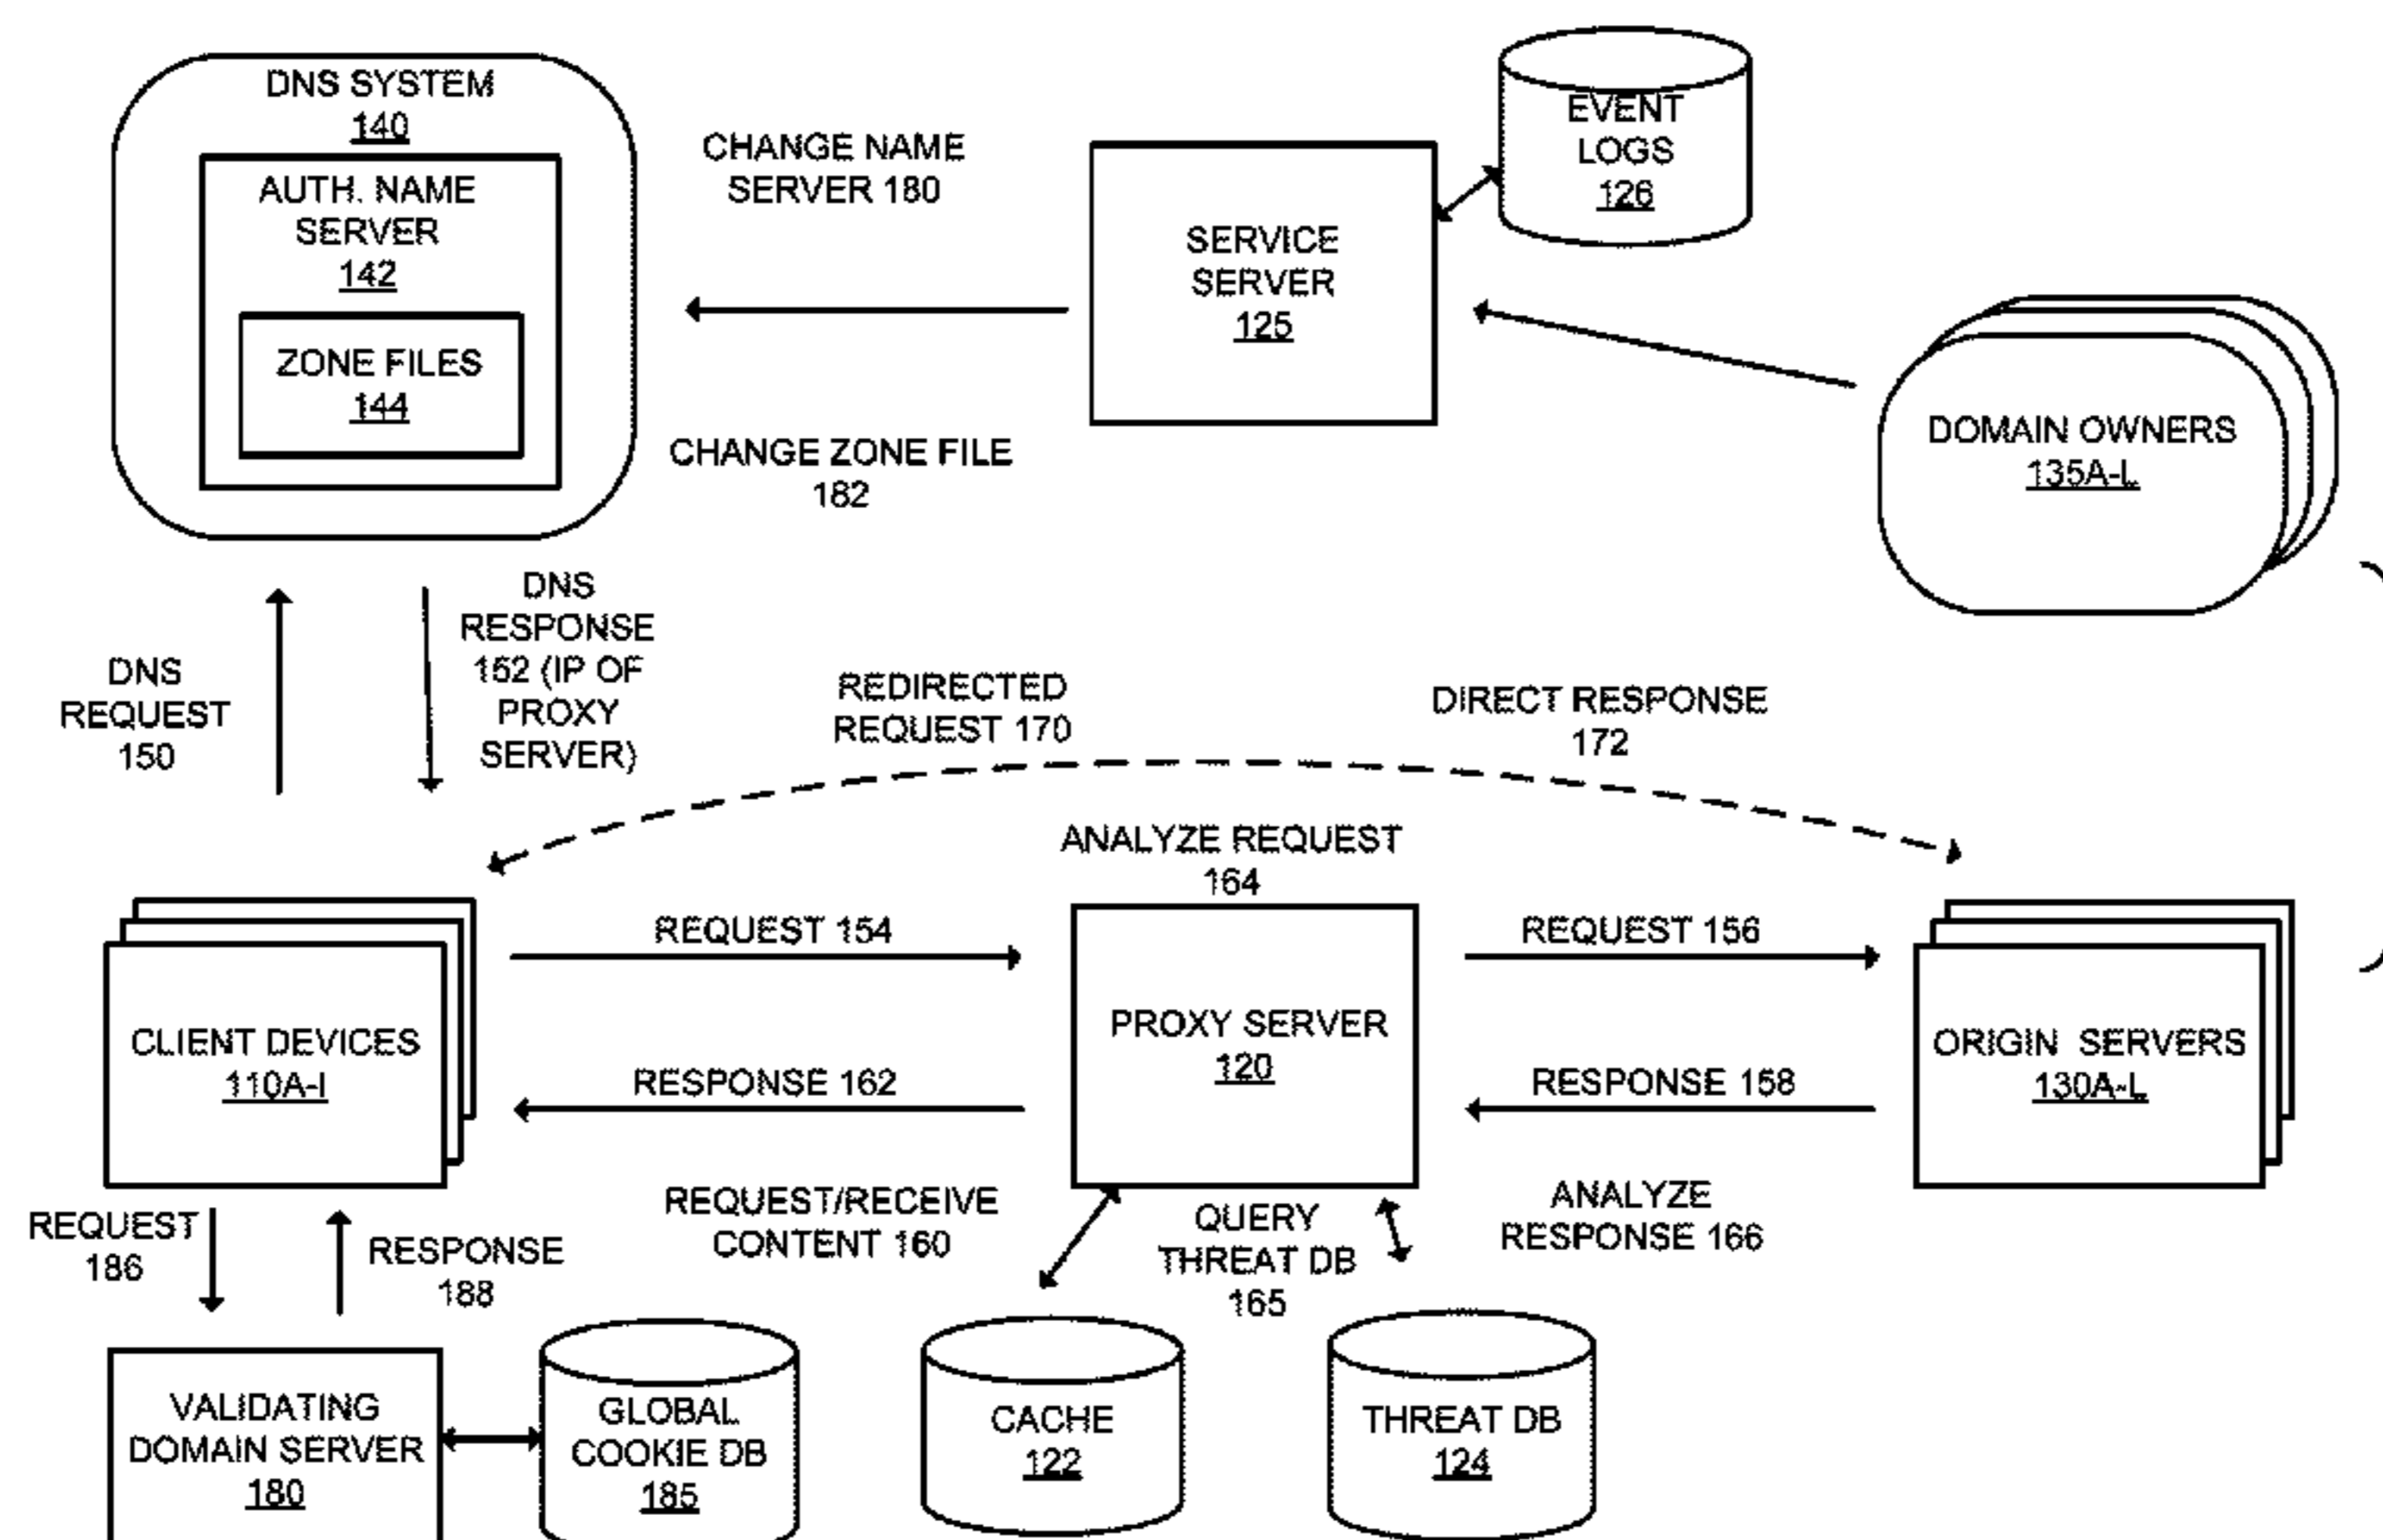 DNS SYSTEM
140
AUTH. NAME
SERVER
142
ZONE FILES
144
CHANGE NAME
SERVER 180
CHANGE ZONE FILE
182
SERVICE
SERVER
125
EVENT
LOGS
126
DOMAIN OWNERS
135A-L
DNS
REQUEST
150
DNS
RESPONSE
152 (IP OF
PROXY
SERVER)
REDIRECTED
REQUEST 170
DIRECT RESPONSE
172
ANALYZE REQUEST
164
CLIENT DEVICES
110A-I
REQUEST 154
RESPONSE 162
PROXY SERVER
120
REQUEST 156
RESPONSE 158
ORIGIN SERVERS
130A-L
REQUEST
186
RESPONSE
188
REQUEST/RECEIVE
CONTENT 160
QUERY
THREAT DB
165
ANALYZE
RESPONSE 166
VALIDATING
DOMAIN SERVER
180
GLOBAL
COOKIE DB
185
CACHE
122
THREAT DB
124